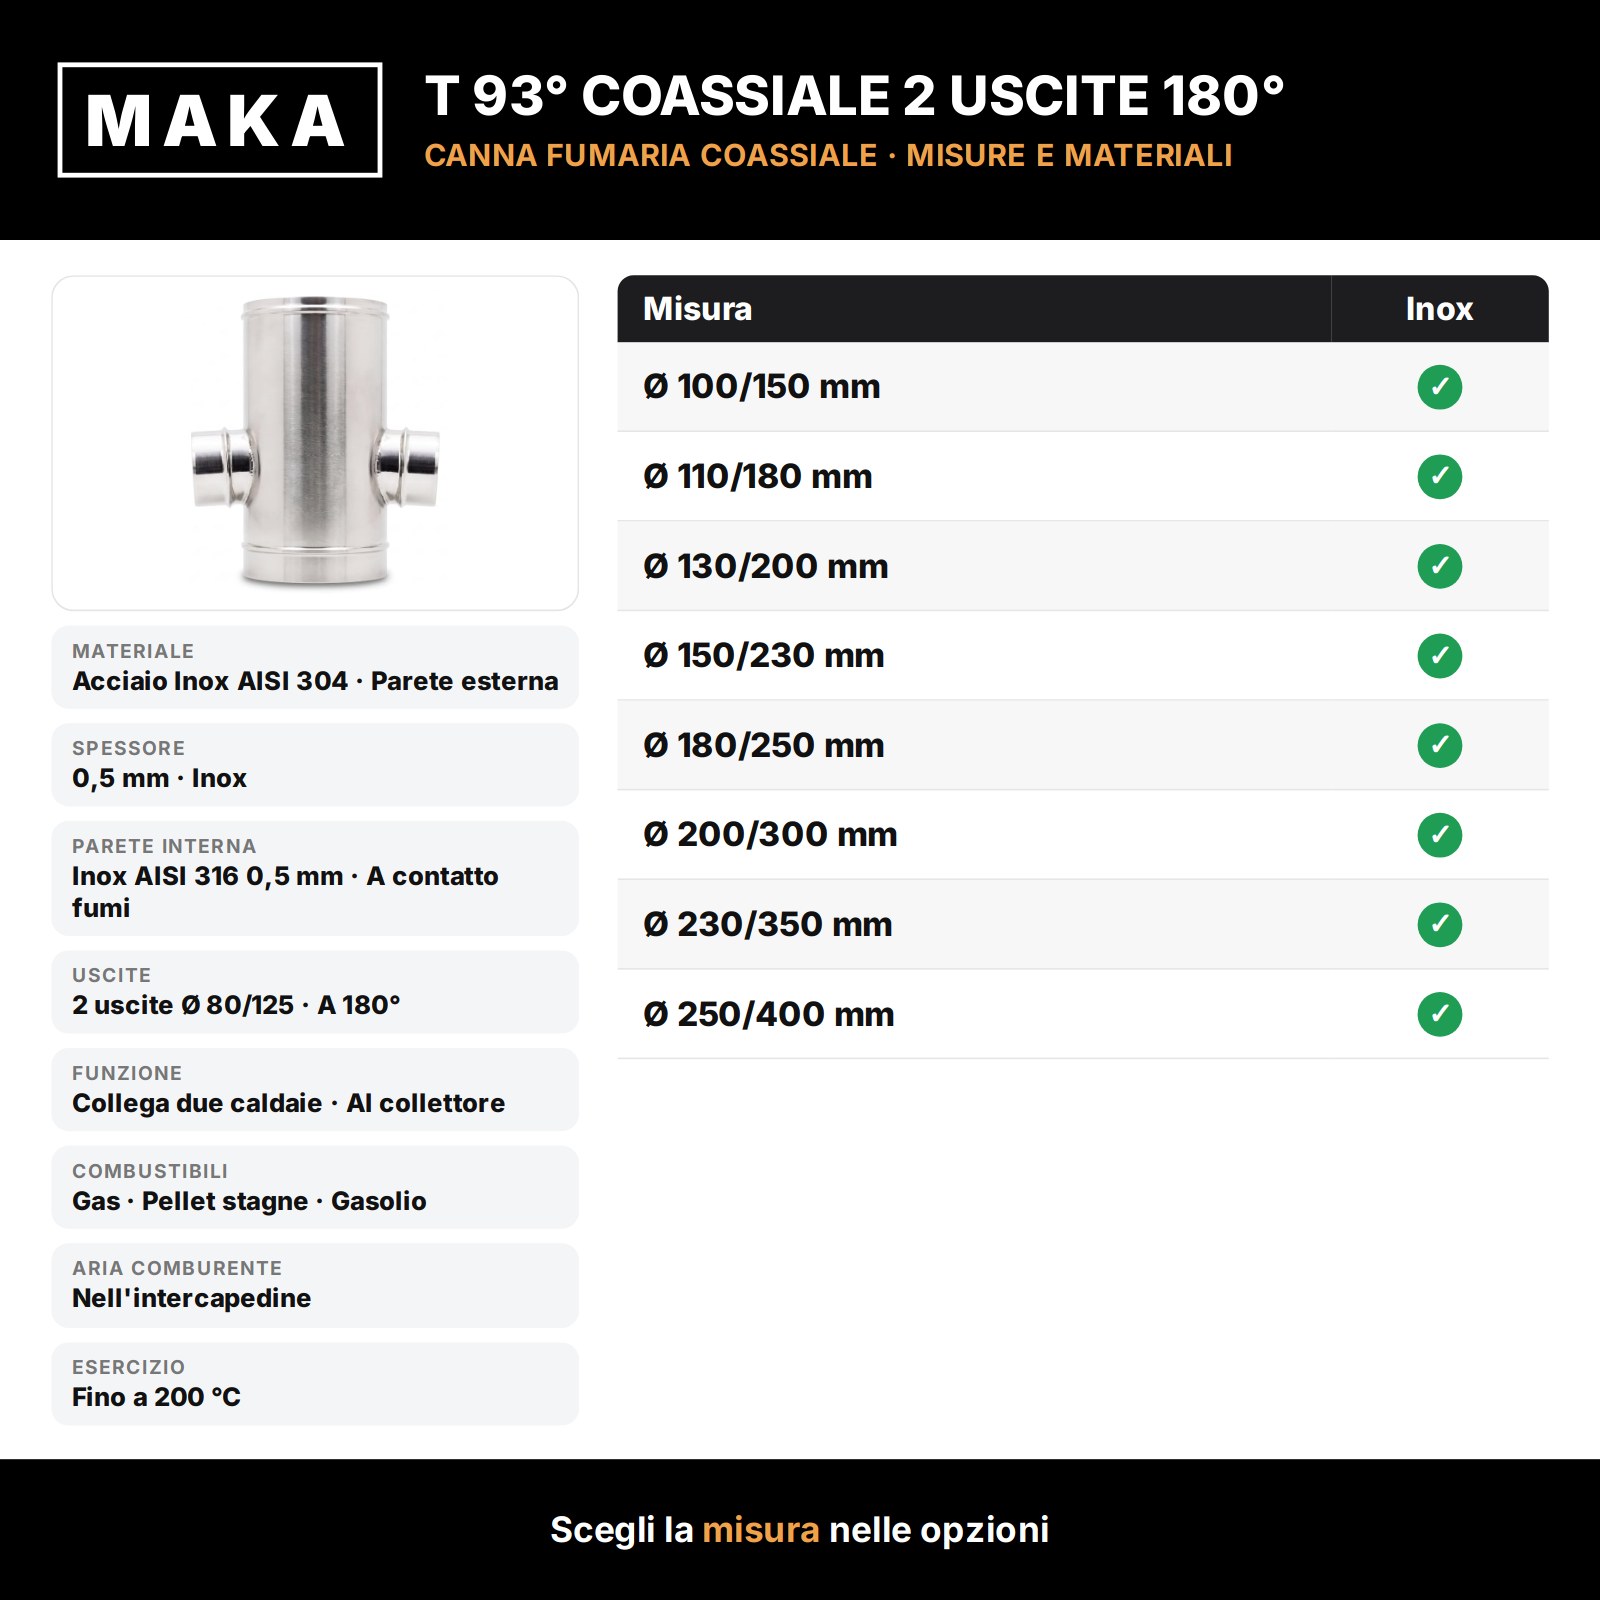 MAKA
T 93° COASSIALE 2 USCITE 180°
CANNA FUMARIA COASSIALE · MISURE E MATERIALI
MATERIALE
Acciaio Inox AISI 304 · Parete esterna
SPESSORE
0,5 mm · Inox
PARETE INTERNA
Inox AISI 316 0,5 mm · A contatto
fumi
USCITE
2 uscite Ø 80/125 · A 180°
FUNZIONE
Collega due caldaie · Al collettore
COMBUSTIBILI
Gas · Pellet stagne · Gasolio
ARIA COMBURENTE
Nell'intercapedine
ESERCIZIO
Fino a 200 °C
Misura Inox
Ø 100/150 mm ✓
Ø 110/180 mm ✓
Ø 130/200 mm ✓
Ø 150/230 mm ✓
Ø 180/250 mm ✓
Ø 200/300 mm ✓
Ø 230/350 mm ✓
Ø 250/400 mm ✓
Scegli la misura nelle opzioni